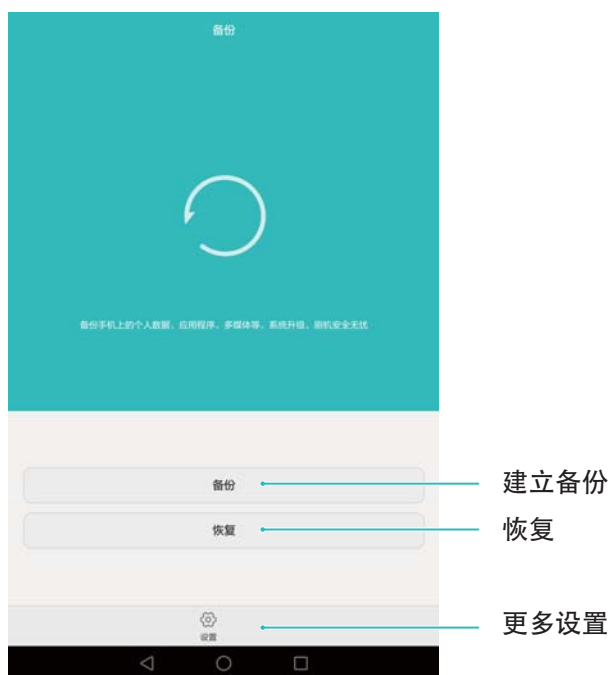 备份
备份手机上的个人数据、应用程序、多媒体等，系统升级、刷机安全无忧
备份
建立备份
恢复
恢复
设置
更多设置